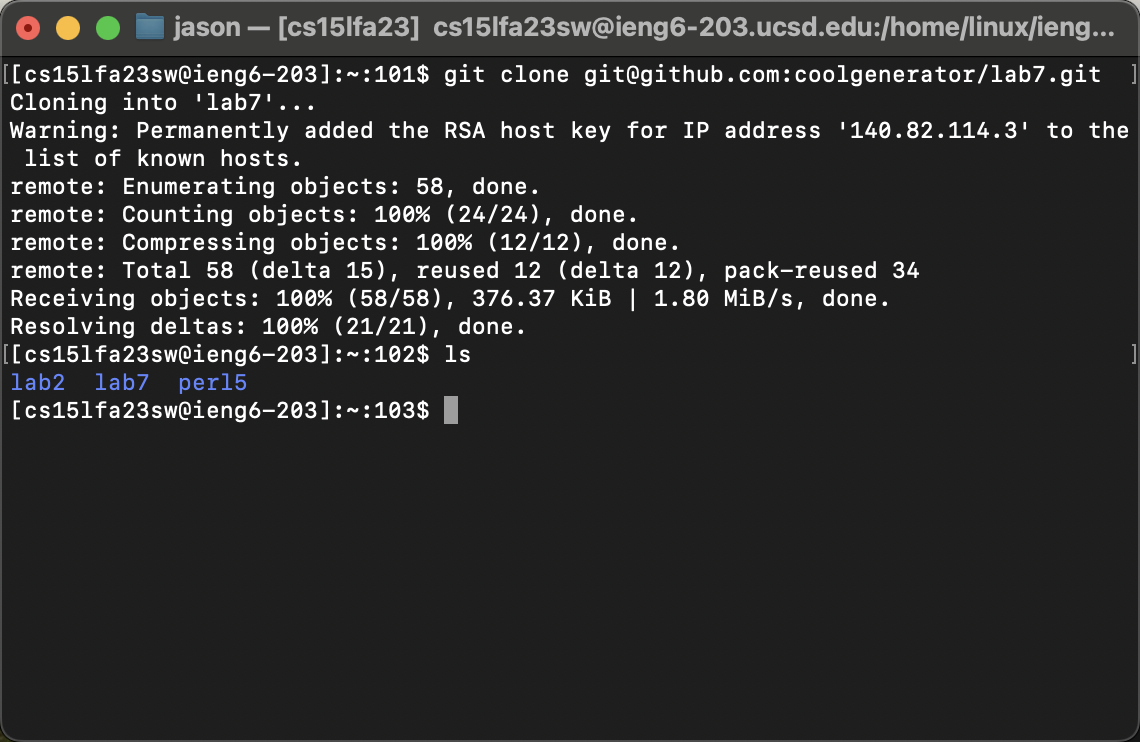 jason — [cs15lfa23]  cs15lfa23sw@ieng6-203.ucsd.edu:/home/linux/ieng...
[[cs15lfa23sw@ieng6-203]:~:101$ git clone git@github.com:coolgenerator/lab7.git  ]
Cloning into 'lab7'...
Warning: Permanently added the RSA host key for IP address '140.82.114.3' to the
 list of known hosts.
remote: Enumerating objects: 58, done.
remote: Counting objects: 100% (24/24), done.
remote: Compressing objects: 100% (12/12), done.
remote: Total 58 (delta 15), reused 12 (delta 12), pack-reused 34
Receiving objects: 100% (58/58), 376.37 KiB | 1.80 MiB/s, done.
Resolving deltas: 100% (21/21), done.
[[cs15lfa23sw@ieng6-203]:~:102$ ls ]
lab2  lab7  perl5
[cs15lfa23sw@ieng6-203]:~:103$